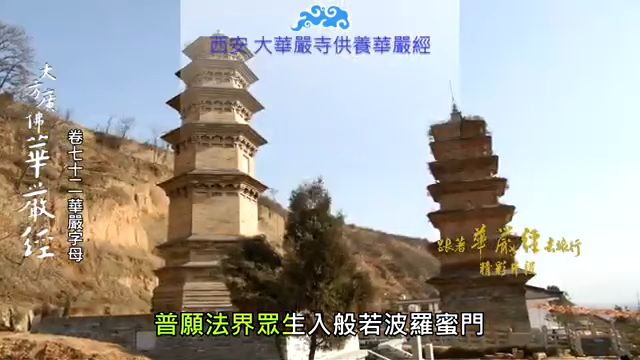 西安 大華嚴寺供養華嚴經
大方廣佛華嚴經
卷七十二華嚴字母
跟著華嚴經去旅行
精彩回顧
普願法界眾生入般若波羅蜜門